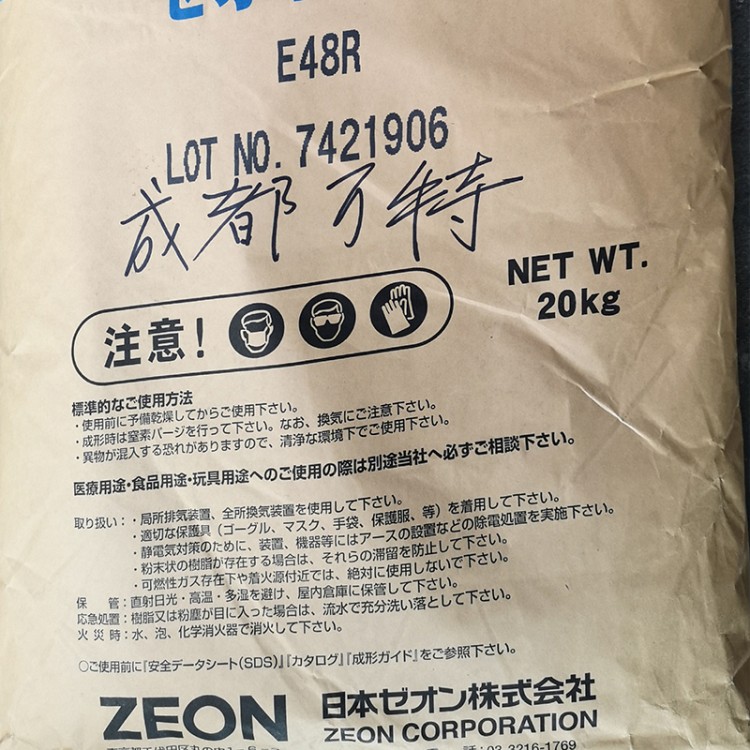 E48R
LOT NO. 7421906
成都万特
NET WT.
20kg
注意!
標準的なご使用方法
・使用前に予備乾燥してからご使用下さい。
・成形時は窒素パージを行って下さい。なお、換気にご注意下さい。
・異物が混入する恐れがありますので、清浄な環境下でご使用下さい。
医療用途・食品用途・玩具用途へのご使用の際は別途当社へ必ずご相談下さい。
取り扱い：・局所排気装置、全所換気装置を使用して下さい。
・適切な保護具（ゴーグル、マスク、手袋、保護服、等）を着用して下さい。
・静電気対策のために、装置、機器等にはアースの設置などの除電処置を実施下さい。
・粉末状の樹脂が存在する場合は、それらの滞留を防止して下さい。
・可燃性ガス存在下や着火源付近では、絶対に使用しないで下さい。
保　管：直射日光・高温・多湿を避け、屋内倉庫に保管して下さい。
応急処置：樹脂又は粉塵が目に入った場合は、流水で充分洗い落として下さい。
火 災 時：水、泡、化学消火器で消火して下さい。
○ご使用前に『安全データシート(SDS)』『カタログ』『成形ガイド』をご参照下さい。
ZEON 日本ゼオン株式会社
ZEON CORPORATION
03-3216-1769